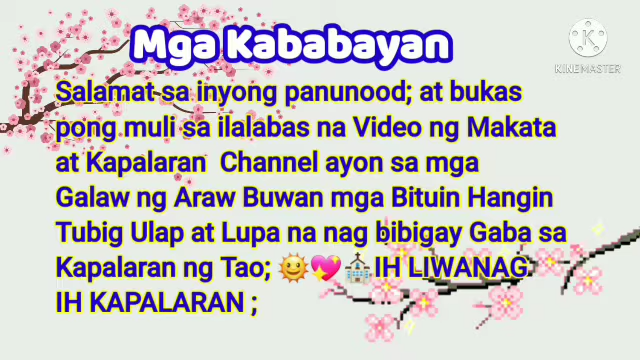 Mga Kababayan
KINEMASTER
Salamat sa inyong panunood; at bukas
pong muli sa ilalabas na Video ng Makata
at Kapalaran Channel ayon sa mga
Galaw ng Araw Buwan mga Bituin Hangin
Tubig Ulap at Lupa na nag bibigay Gaba sa
Kapalaran ng Tao; 🌞💖⛪IH LIWANAG
IH KAPALARAN ;